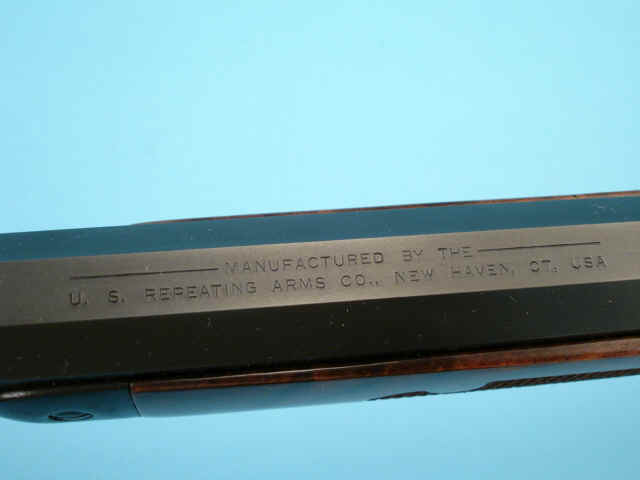 MANUFACTURED BY THE
U. S. REPEATING ARMS CO., NEW HAVEN, CT. USA